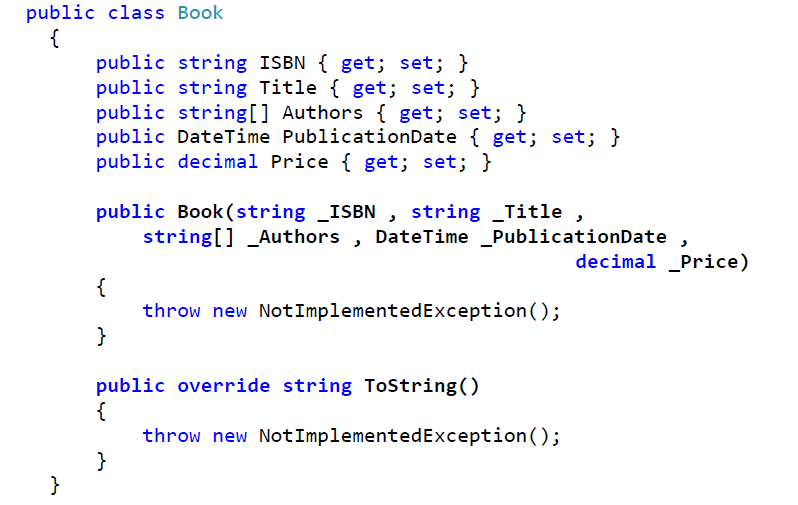 public class Book
{
public string ISBN { get; set; }
public string Title { get; set; }
public string[] Authors { get; set; }
public DateTime PublicationDate { get; set; }
public decimal Price { get; set; }
public Book(string _ISBN , string _Title ,
string[] _Authors , DateTime _PublicationDate ,
decimal _Price)
{
throw new NotImplementedException();
}
public override string ToString()
{
throw new NotImplementedException();
}
}